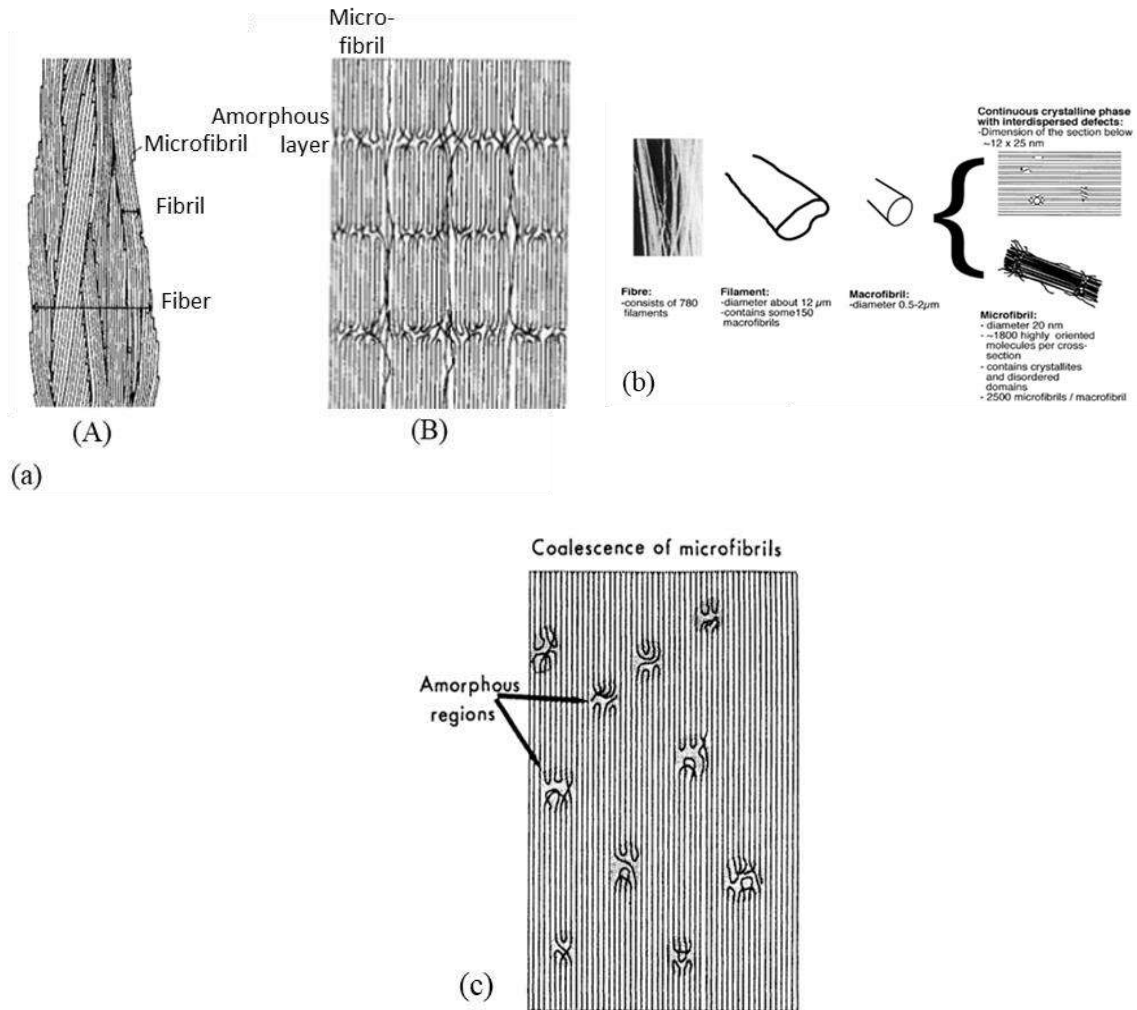 Micro-
fibril
Amorphous
layer
Microfibril
Fibril
Fiber
(A)
(B)
(a)
Continuous crystalline phase
with interdispersed defects:
-Dimension of the section below
~12 x 25 nm
Fibre:
-consists of 780
filaments
Filament:
-diameter about 12 µm
-contains some150
macrofibrils
Macrofibril:
-diameter 0.5-2µm
Microfibril:
- diameter 20 nm
- ~1800 highly oriented
molecules per cross-
section
- contains crystallites
and disordered
domains
- 2500 microfibrils / macrofibril
(b)
Coalescence of microfibrils
Amorphous
regions
(c)